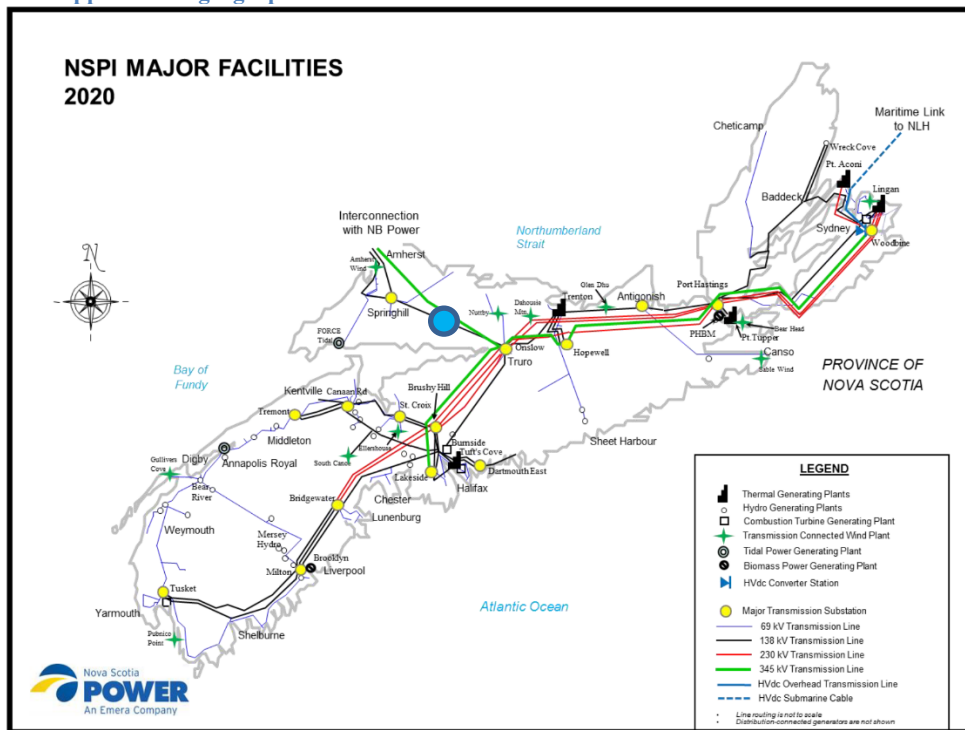 NSPI MAJOR FACILITIES
2020
Maritime Link
to NLH
Cheticamp
Wreck Cove
Pt. Aconi
Lingan
Baddeck
Sydney
Woodbine
Interconnection
with NB Power
Northumberland
Strait
Amherst
Amherst
Wind
Springhill
Nuttby
Dalhousie
Mtn
Glen Dhu
Trenton
Antigonish
Port Hastings
PHBM
Pt.Tupper
Bear Head
Canso
Sable Wind
FORCE
Tidal
Onslow
Truro
Hopewell
PROVINCE OF
NOVA SCOTIA
Bay of
Fundy
Kentville
Canaan Rd
Brushy Hill
St. Croix
Tremont
Middleton
Ellershouse
Burnside
Tuft's Cove
Sheet Harbour
Digby
Annapolis Royal
Gullivers
Cove
South Canoe
Lakeside
Halifax
Dartmouth East
Bear
River
Bridgewater
Chester
Lunenburg
Weymouth
Mersey
Hydro
Brooklyn
Milton
Liverpool
Tusket
Yarmouth
Atlantic Ocean
Pubnico
Point
Shelburne
Nova Scotia
POWER
An Emera Company
LEGEND
Thermal Generating Plants
Hydro Generating Plants
Combustion Turbine Generating Plant
Transmission Connected Wind Plant
Tidal Power Generating Plant
Biomass Power Generating Plant
HVdc Converter Station
Major Transmission Substation
69 kV Transmission Line
138 kV Transmission Line
230 kV Transmission Line
345 kV Transmission Line
HVdc Overhead Transmission Line
HVdc Submarine Cable
• Line routing is not to scale
• Distribution-connected generators are not shown
N